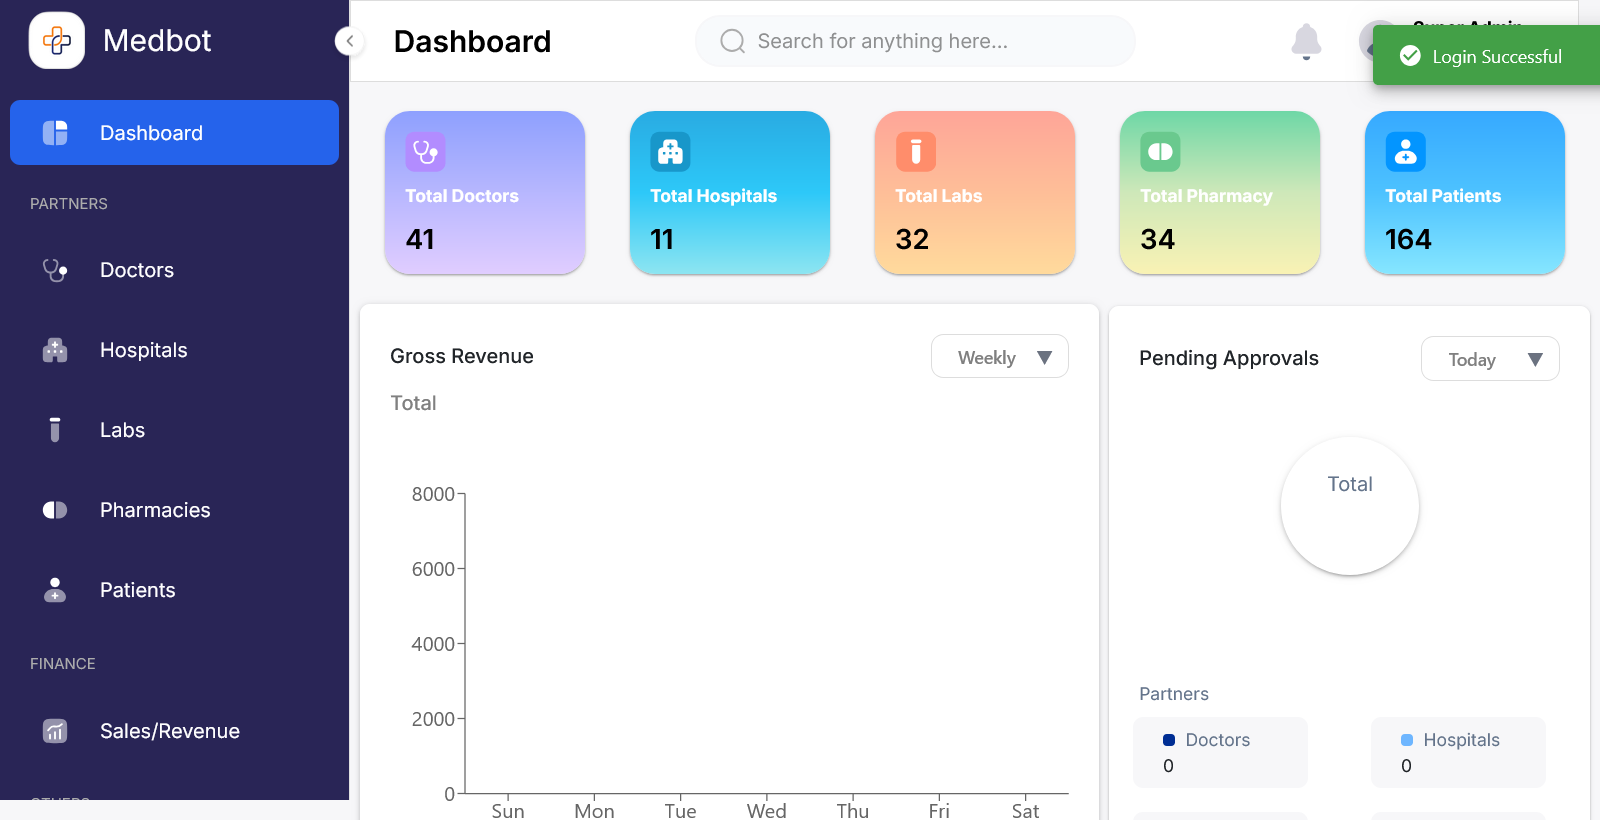 Medbot
Dashboard
PARTNERS
Doctors
Hospitals
Labs
Pharmacies
Patients
FINANCE
Sales/Revenue
Dashboard
Search for anything here...
Super Admin
Login Successful
Total Doctors
41
Total Hospitals
11
Total Labs
32
Total Pharmacy
34
Total Patients
164
Gross Revenue
Weekly
Total
8000
6000
4000
2000
0
Sun Mon Tue Wed Thu Fri Sat
Pending Approvals
Today
Total
Partners
Doctors
0
Hospitals
0